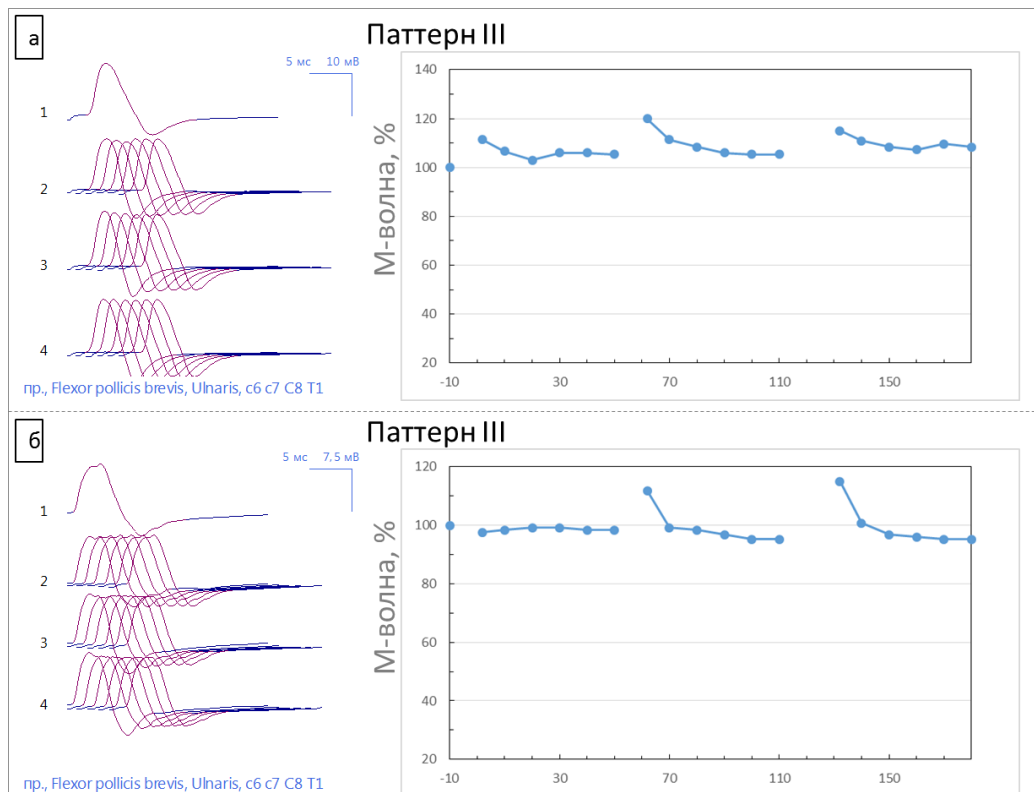 а
Паттерн III
5 мс 10 мВ
1
2
3
4
пр., Flexor pollicis brevis, Ulnaris, c6 c7 C8 T1
М-волна, %
140
120
100
80
60
40
20
-10 30 70 110 150
б
Паттерн III
5 мс 7,5 мВ
1
2
3
4
пр., Flexor pollicis brevis, Ulnaris, c6 c7 C8 T1
М-волна, %
120
100
80
60
40
20
-10 30 70 110 150